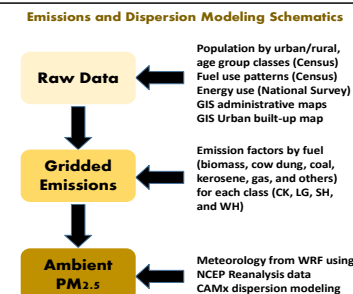 Emissions and Dispersion Modeling Schematics
Raw Data
Population by urban/rural,
age group classes (Census)
Fuel use patterns (Census)
Energy use (National Survey)
GIS administrative maps
GIS Urban built-up map
Gridded
Emissions
Emission factors by fuel
(biomass, cow dung, coal,
kerosene, gas, and others)
for each class (CK, LG, SH,
and WH)
Ambient
PM2.5
Meteorology from WRF using
NCEP Reanalysis data
CAMx dispersion modeling